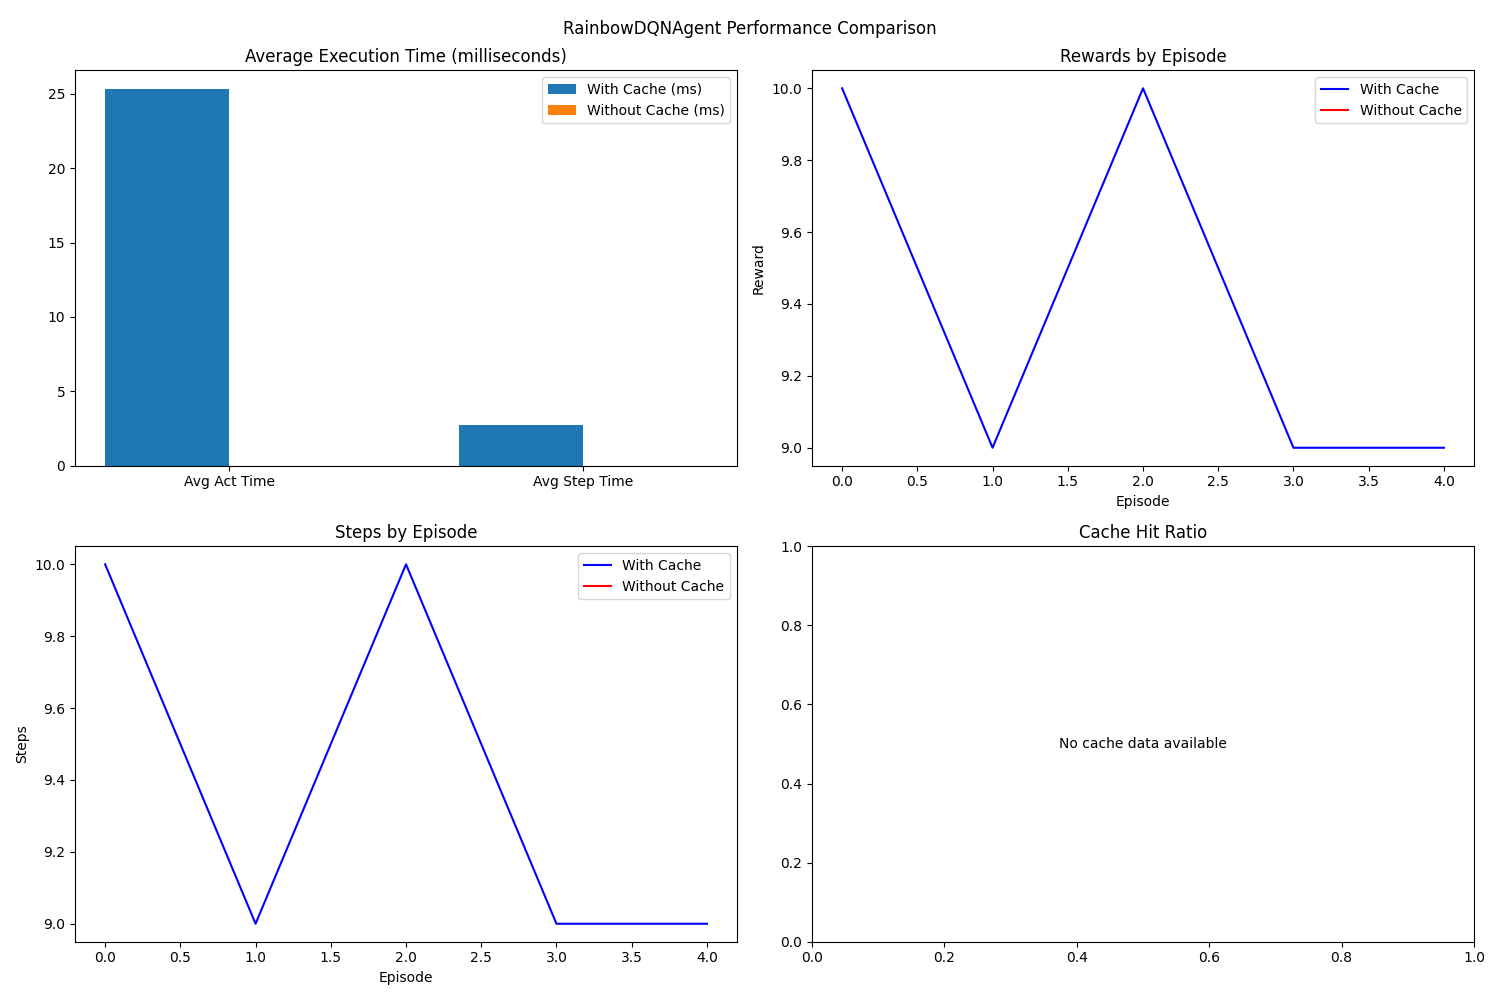 RainbowDQNAgent Performance Comparison
Average Execution Time (milliseconds)
With Cache (ms)
Without Cache (ms)
25
20
15
10
5
0
Avg Act Time Avg Step Time
Rewards by Episode
With Cache
Without Cache
Reward
10.0
9.8
9.6
9.4
9.2
9.0
0.0 0.5 1.0 1.5 2.0 2.5 3.0 3.5 4.0
Episode
Steps by Episode
With Cache
Without Cache
Steps
10.0
9.8
9.6
9.4
9.2
9.0
0.0 0.5 1.0 1.5 2.0 2.5 3.0 3.5 4.0
Episode
Cache Hit Ratio
1.0
0.8
0.6
0.4
0.2
0.0
No cache data available
0.0 0.2 0.4 0.6 0.8 1.0